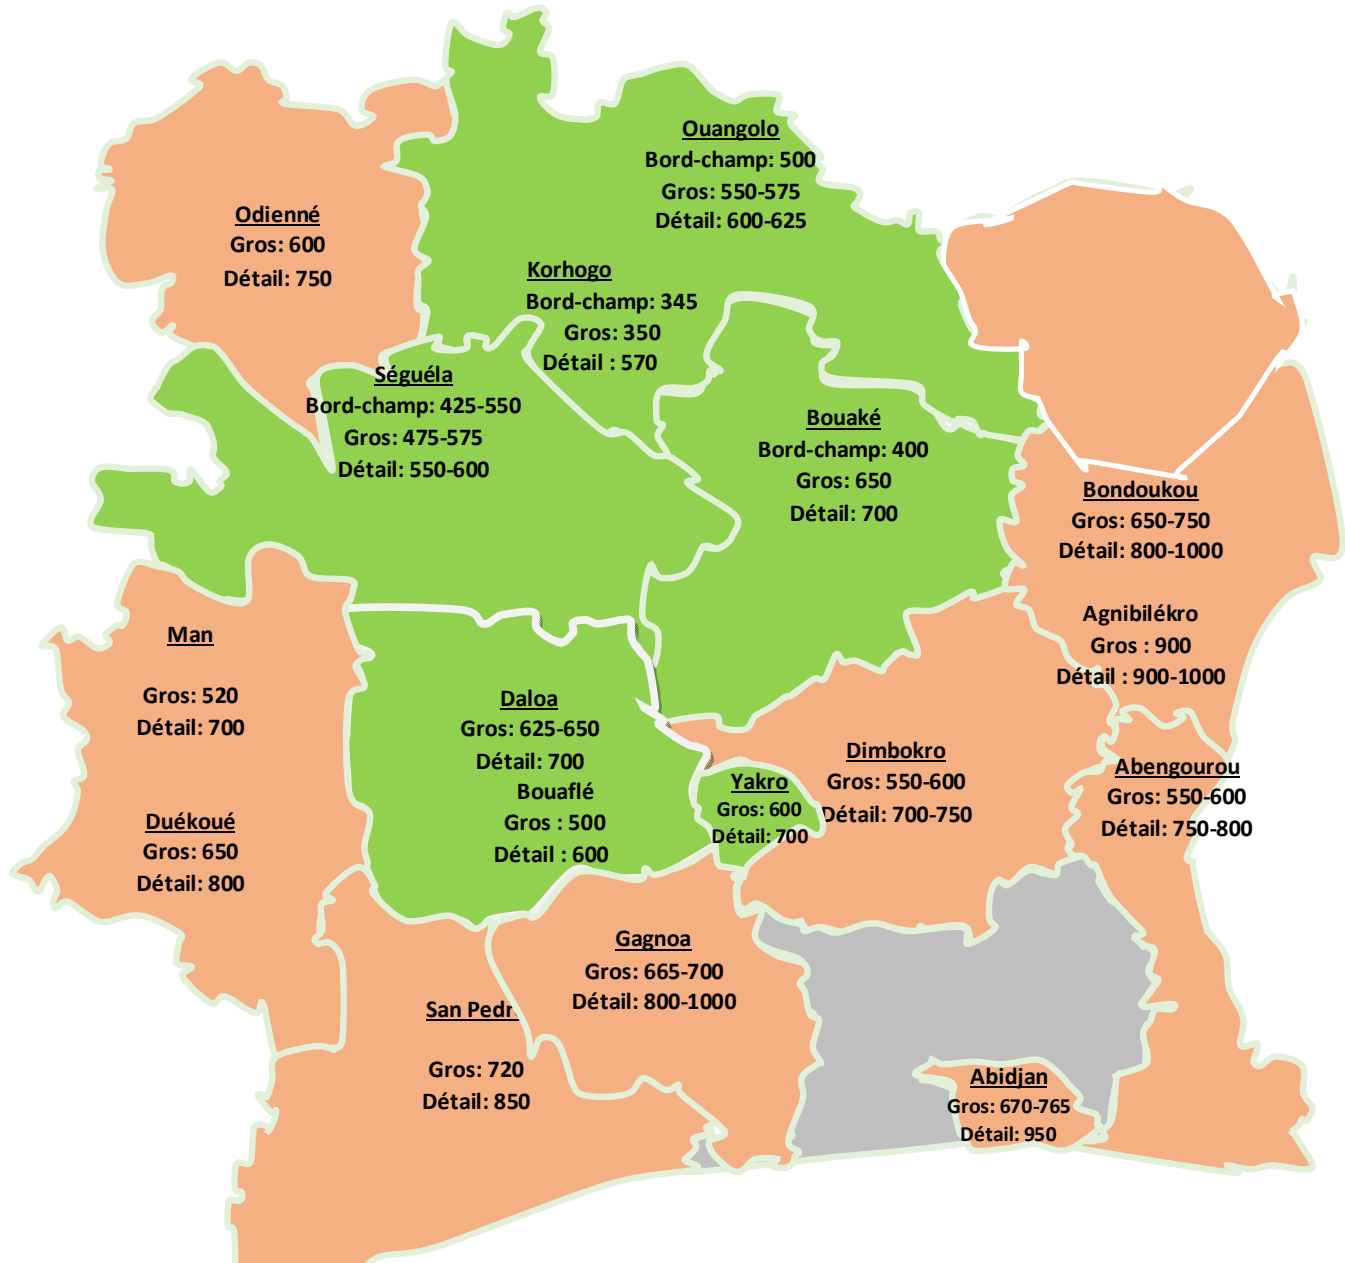 Ouangolo
Bord-champ: 500
Gros: 550-575
Détail: 600-625
Odienné
Gros: 600
Détail: 750
Korhogo
Bord-champ: 345
Gros: 350
Détail : 570
Séguéla
Bord-champ: 425-550
Gros: 475-575
Détail: 550-600
Bouaké
Bord-champ: 400
Gros: 650
Détail: 700
Bondoukou
Gros: 650-750
Détail: 800-1000
Agnibilékro
Gros : 900
Détail : 900-1000
Man
Gros: 520
Détail: 700
Daloa
Gros: 625-650
Détail: 700
Bouaflé
Gros : 500
Détail : 600
Yakro
Gros: 600
Détail: 700
Dimbokro
Gros: 550-600
Détail: 700-750
Abengourou
Gros: 550-600
Détail: 750-800
Duékoué
Gros: 650
Détail: 800
Gagnoa
Gros: 665-700
Détail: 800-1000
San Pedr
Gros: 720
Détail: 850
Abidjan
Gros: 670-765
Détail: 950